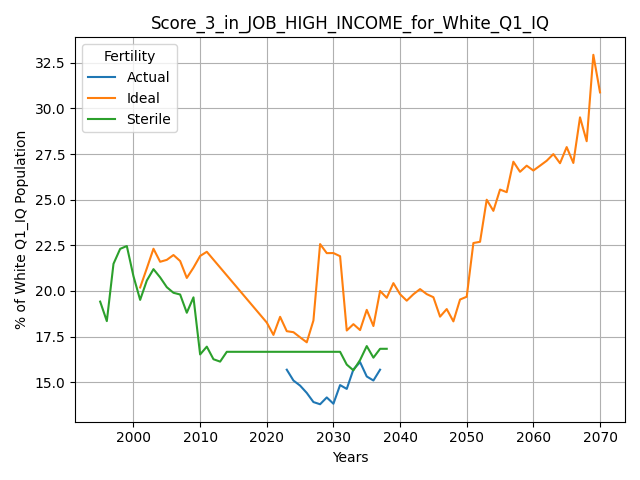 Score_3_in_JOB_HIGH_INCOME_for_White_Q1_IQ
Fertility
Actual
Ideal
Sterile
% of White Q1_IQ Population
32.5
30.0
27.5
25.0
22.5
20.0
17.5
15.0
2000 2010 2020 2030 2040 2050 2060 2070
Years